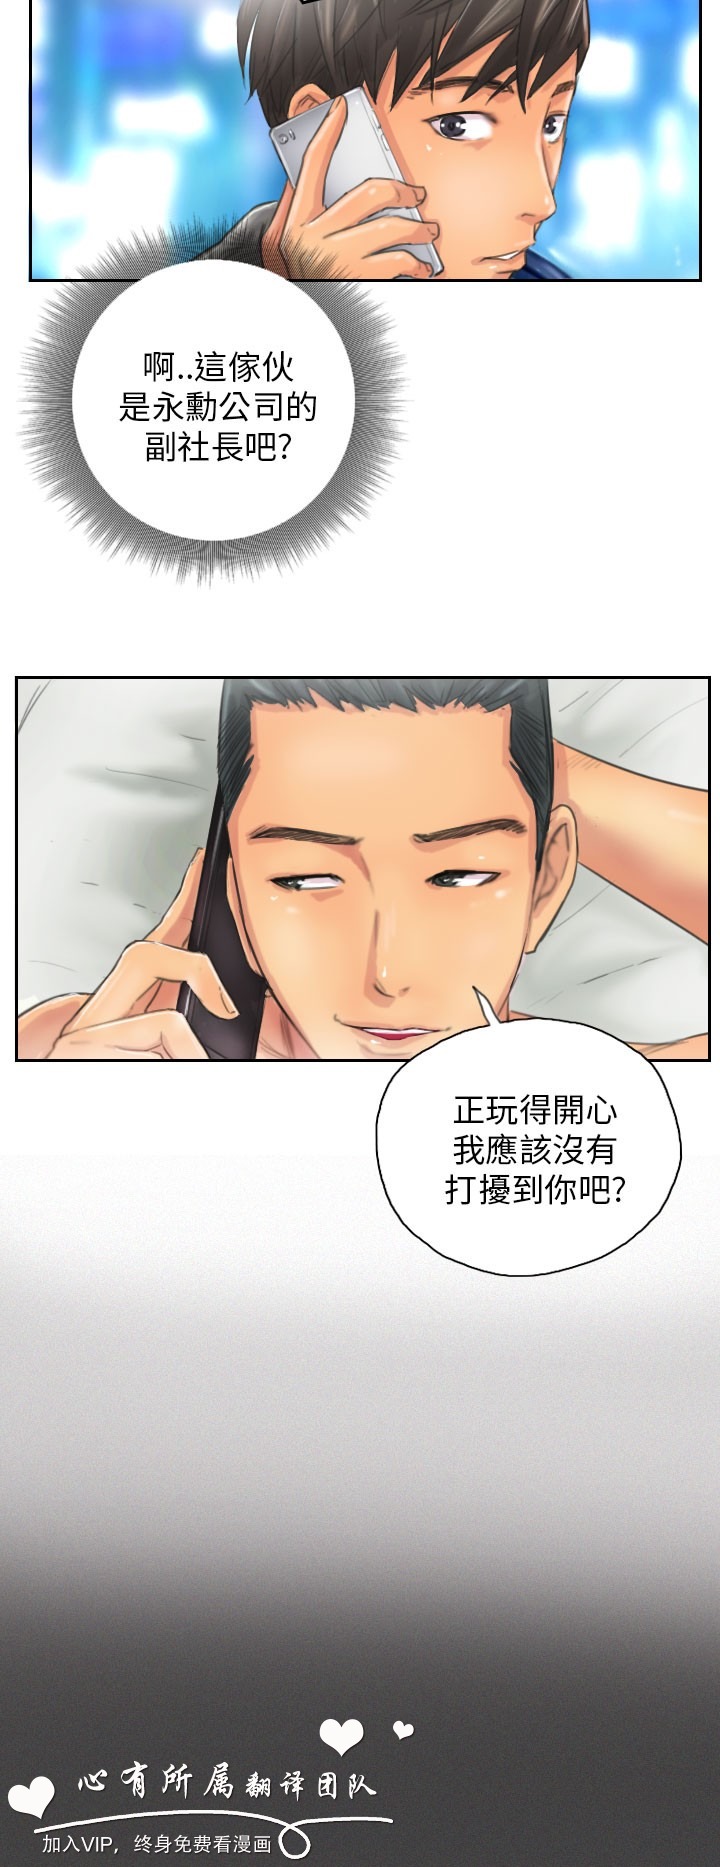 啊..這傢伙
是永勳公司的
副社長吧?
正玩得開心
我應該沒有
打擾到你吧?
心有所属翻译团队
加入VIP，终身免费看漫画